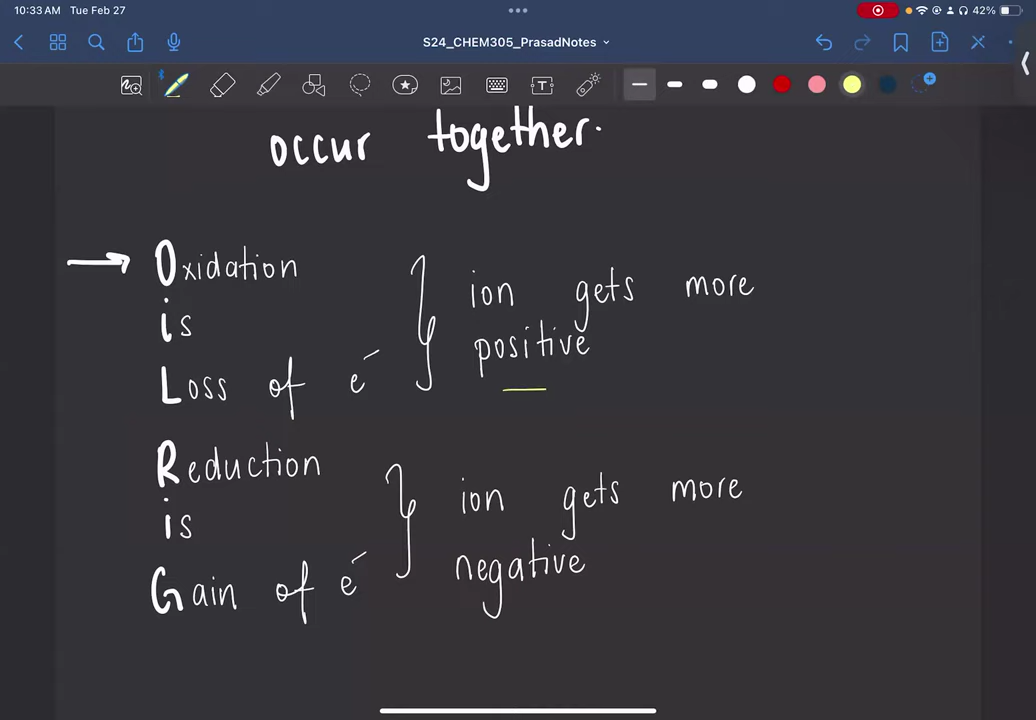 10:33 AM Tue Feb 27
42%
S24_CHEM305_PrasadNotes
occur together.
Oxidation
is
Loss of e⁻
ion gets more
positive
Reduction
is
Gain of e⁻
ion gets more
negative